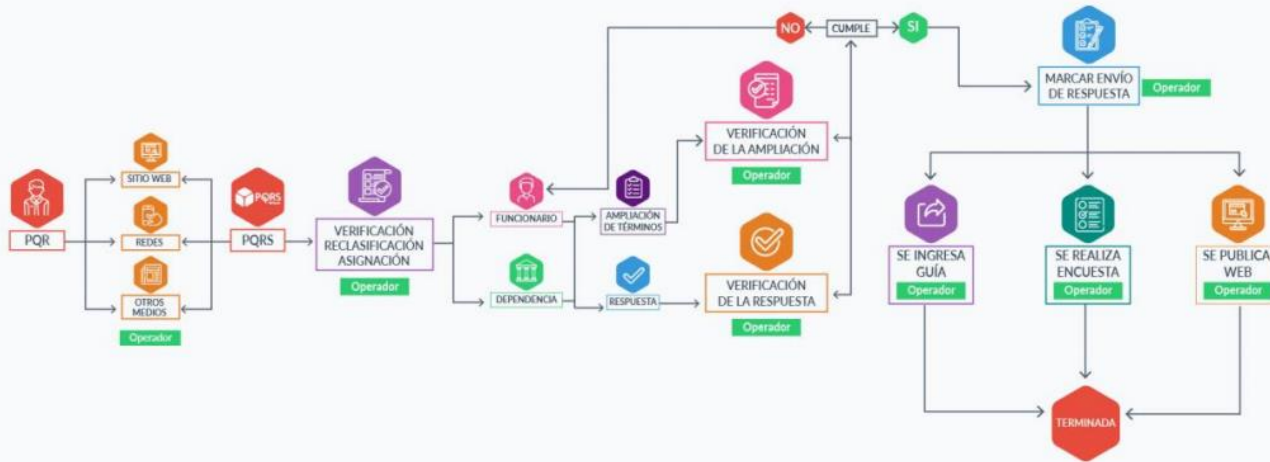 NO
CUMPLE
SI
MARCAR ENVÍO
DE RESPUESTA
Operador
VERIFICACIÓN
DE LA AMPLIACIÓN
Operador
SITIO WEB
PQR
REDES
OTROS
MEDIOS
Operador
PQRS
PQRS
VERIFICACIÓN
RECLASIFICACIÓN
ASIGNACIÓN
Operador
FUNCIONARIO
AMPLIACIÓN
DE TÉRMINOS
DEPENDENCIA
RESPUESTA
VERIFICACIÓN
DE LA RESPUESTA
Operador
SE INGRESA
GUÍA
Operador
SE REALIZA
ENCUESTA
Operador
SE PUBLICA
WEB
Operador
TERMINADA